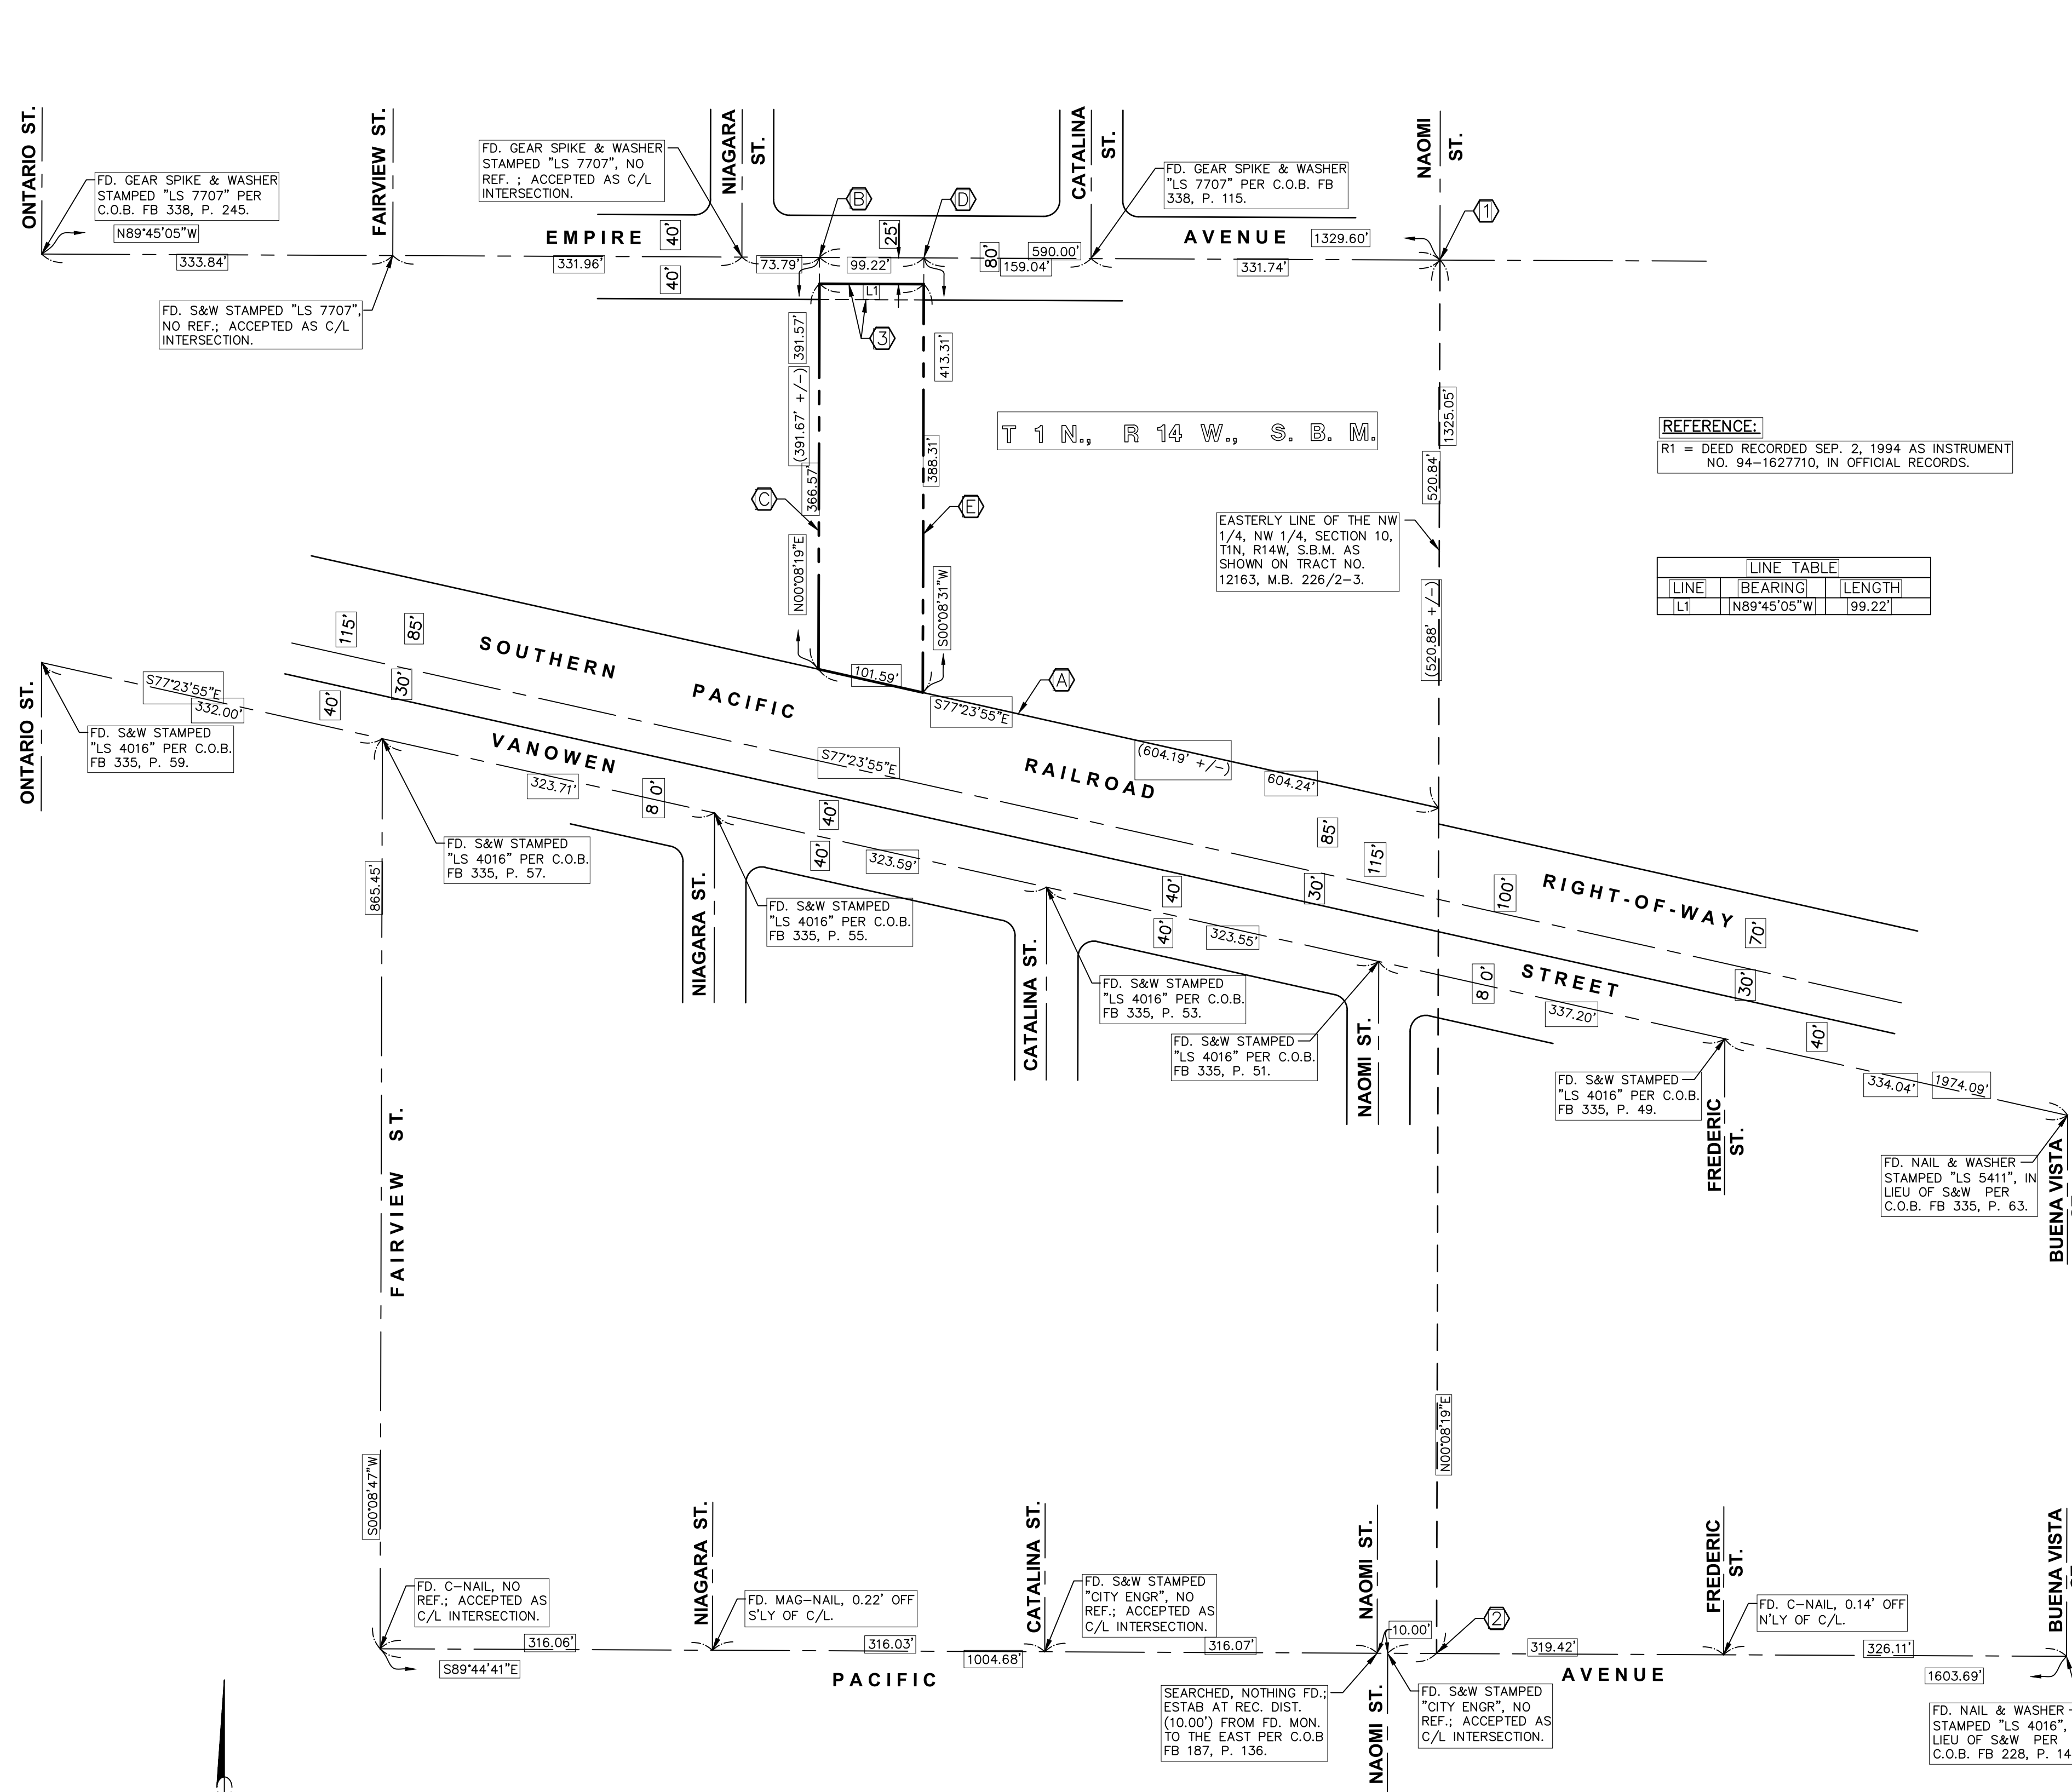 ONTARIO ST.
FAIRVIEW ST.
NIAGARA
ST.
CATALINA
ST.
NAOMI
ST.
FD. GEAR SPIKE & WASHER
STAMPED "LS 7707" PER
C.O.B. FB 338, P. 245.
FD. GEAR SPIKE & WASHER
STAMPED "LS 7707", NO
REF. ; ACCEPTED AS C/L
INTERSECTION.
FD. GEAR SPIKE & WASHER
"LS 7707" PER C.O.B. FB
338, P. 115.
B
D
1
N89°45'05"W
EMPIRE
40'
25'
80'
590.00'
AVENUE
1329.60'
333.84'
331.96'
73.79'
99.22'
159.04'
331.74'
40'
L1
3
FD. S&W STAMPED "LS 7707",
NO REF.; ACCEPTED AS C/L
INTERSECTION.
391.57'
(391.67' +/-)
366.57'
413.31'
388.31'
C
E
N00°08'19"E
S00°08'31"W
T 1 N., R 14 W., S. B. M.
1325.05'
520.84'
(520.88' +/-)
REFERENCE:
R1 = DEED RECORDED SEP. 2, 1994 AS INSTRUMENT
NO. 94-1627710, IN OFFICIAL RECORDS.
EASTERLY LINE OF THE NW
1/4, NW 1/4, SECTION 10,
T1N, R14W, S.B.M. AS
SHOWN ON TRACT NO.
12163, M.B. 226/2-3.
LINE TABLE
LINE BEARING LENGTH
L1 N89°45'05"W 99.22'
115'
85'
30'
40'
SOUTHERN
PACIFIC
RAILROAD
RIGHT-OF-WAY
101.59'
A
S77°23'55"E
(604.19' +/-)
604.24'
S77°23'55"E
ONTARIO ST.
S77°23'55"E
332.00'
FD. S&W STAMPED
"LS 4016" PER C.O.B.
FB 335, P. 59.
VANOWEN
STREET
323.71'
8 0'
40'
40'
323.59'
85'
115'
30'
100'
70'
30'
40'
40'
323.55'
8 0'
337.20'
40'
334.04'
1974.09'
865.45'
FD. S&W STAMPED
"LS 4016" PER C.O.B.
FB 335, P. 57.
NIAGARA ST.
FD. S&W STAMPED
"LS 4016" PER C.O.B.
FB 335, P. 55.
CATALINA ST.
FD. S&W STAMPED
"LS 4016" PER C.O.B.
FB 335, P. 53.
FD. S&W STAMPED
"LS 4016" PER C.O.B.
FB 335, P. 51.
NAOMI ST.
FD. S&W STAMPED
"LS 4016" PER C.O.B.
FB 335, P. 49.
FREDERIC
ST.
FD. NAIL & WASHER
STAMPED "LS 5411", IN
LIEU OF S&W PER
C.O.B. FB 335, P. 63.
BUENA VISTA
FAIRVIEW ST.
S00°08'47"W
N00°08'19"E
NIAGARA ST.
CATALINA ST.
NAOMI ST.
FREDERIC
ST.
BUENA VISTA
FD. C-NAIL, NO
REF.; ACCEPTED AS
C/L INTERSECTION.
FD. MAG-NAIL, 0.22' OFF
S'LY OF C/L.
FD. S&W STAMPED
"CITY ENGR", NO
REF.; ACCEPTED AS
C/L INTERSECTION.
2
FD. C-NAIL, 0.14' OFF
N'LY OF C/L.
10.00'
316.06'
316.03'
316.07'
319.42'
326.11'
S89°44'41"E
1004.68'
1603.69'
PACIFIC
AVENUE
SEARCHED, NOTHING FD.;
ESTAB AT REC. DIST.
(10.00') FROM FD. MON.
TO THE EAST PER C.O.B
FB 187, P. 136.
NAOMI ST.
FD. S&W STAMPED
"CITY ENGR", NO
REF.; ACCEPTED AS
C/L INTERSECTION.
FD. NAIL & WASHER
STAMPED "LS 4016",
LIEU OF S&W PER
C.O.B. FB 228, P. 14